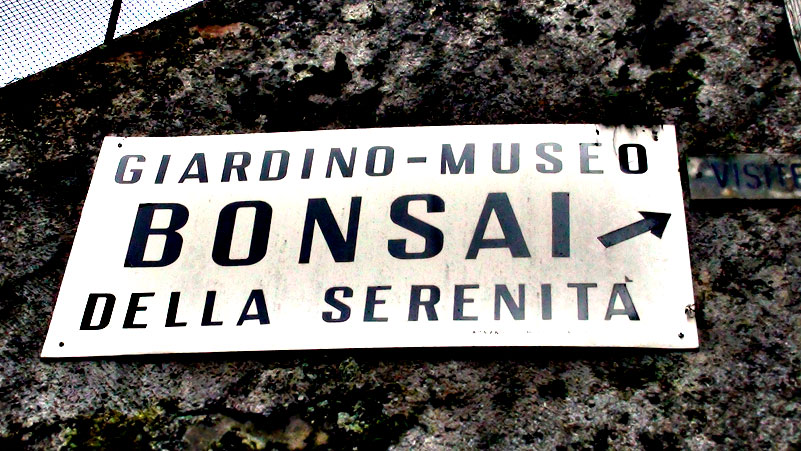 GIARDINO-MUSEO
BONSAI
DELLA SERENITÀ
VISITE